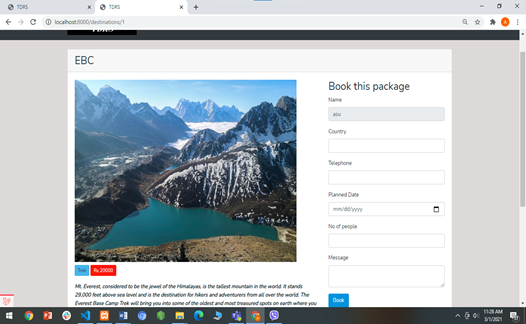 TDRS
TDRS
localhost:8000/destinations/1
TDRS
EBC
Book this package
Name
asu
Country
Telephone
Planned Date
mm/dd/yyyy
No of people
Message
Book
Trek
Rs 20000
Mt. Everest, considered to be the jewel of the Himalayas, is the tallest mountain in the world. It stands
29,000 feet above sea level and is the destination for hikers and adventurers from all over the world. The
Everest Base Camp Trek will bring you into some of the oldest and most treasured spots on earth where you
11:28 AM
3/1/2021